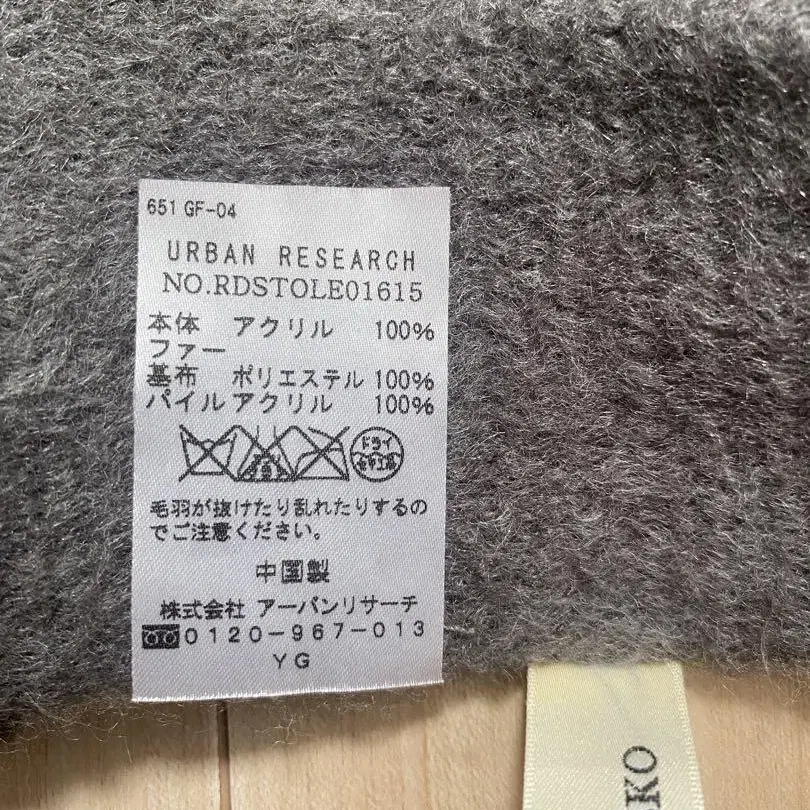 651 GF-04
URBAN RESEARCH
NO.RDSTOLE01615
本体 アクリル 100%
ファー
基布 ポリエステル 100%
パイル アクリル 100%
ドライ
毛羽が抜けたり乱れたりするの
でご注意ください。
中国製
株式会社 アーバンリサーチ
0120-967-013
YG
KO